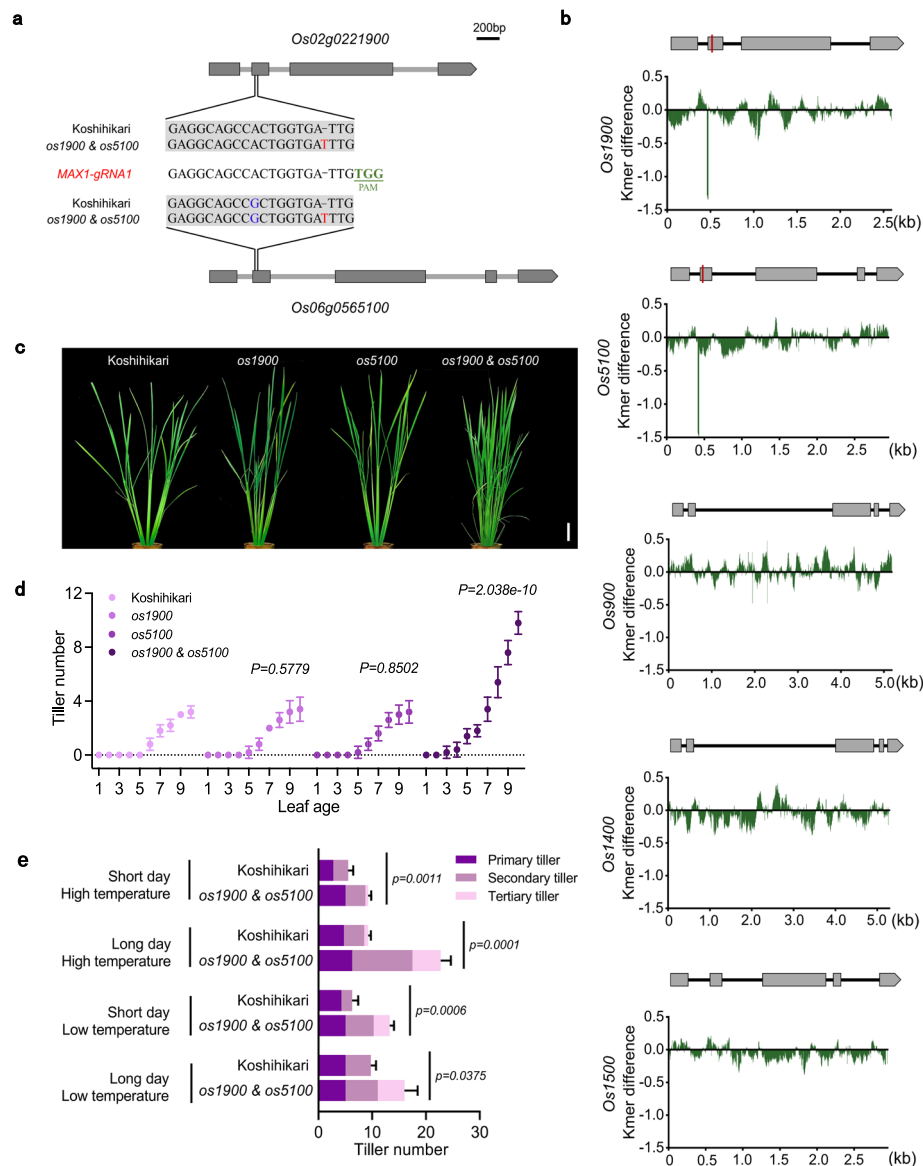 a
Os02g0221900
200bp
Koshihikari
GAGGCAGCCACTGGTGA-TTG
os1900 & os5100
GAGGCAGCCACTGGTGATTTG
MAX1-gRNA1
GAGGCAGCCACTGGTGA-TTGTGG
PAM
Koshihikari
GAGGCAGCCGCTGGTGA-TTG
os1900 & os5100
GAGGCAGCCGCTGGTGATTTG
Os06g0565100
b
Os1900
Kmer difference
0.5
0.0
-0.5
-1.0
-1.5
0 0.5 1.0 1.5 2.0 2.5 (kb)
Os5100
Kmer difference
0.5
0.0
-0.5
-1.0
-1.5
0 0.5 1.0 1.5 2.0 2.5 (kb)
Os900
Kmer difference
0.5
0.0
-0.5
-1.0
-1.5
0 1.0 2.0 3.0 4.0 5.0 (kb)
Os1400
Kmer difference
0.5
0.0
-0.5
-1.0
-1.5
0 1.0 2.0 3.0 4.0 5.0 (kb)
Os1500
Kmer difference
0.5
0.0
-0.5
-1.0
-1.5
0 0.5 1.0 1.5 2.0 2.5 (kb)
c
Koshihikari os1900 os5100 os1900 & os5100
d
Tiller number
12
8
4
0
Koshihikari
os1900
os5100
os1900 & os5100
P=0.5779
P=0.8502
P=2.038e-10
1 3 5 7 9 1 3 5 7 9 1 3 5 7 9 1 3 5 7 9
Leaf age
e
Primary tiller
Secondary tiller
Tertiary tiller
Short day
High temperature
Koshihikari
os1900 & os5100
p=0.0011
Long day
High temperature
Koshihikari
os1900 & os5100
p=0.0001
Short day
Low temperature
Koshihikari
os1900 & os5100
p=0.0006
Long day
Low temperature
Koshihikari
os1900 & os5100
p=0.0375
0 10 20 30
Tiller number